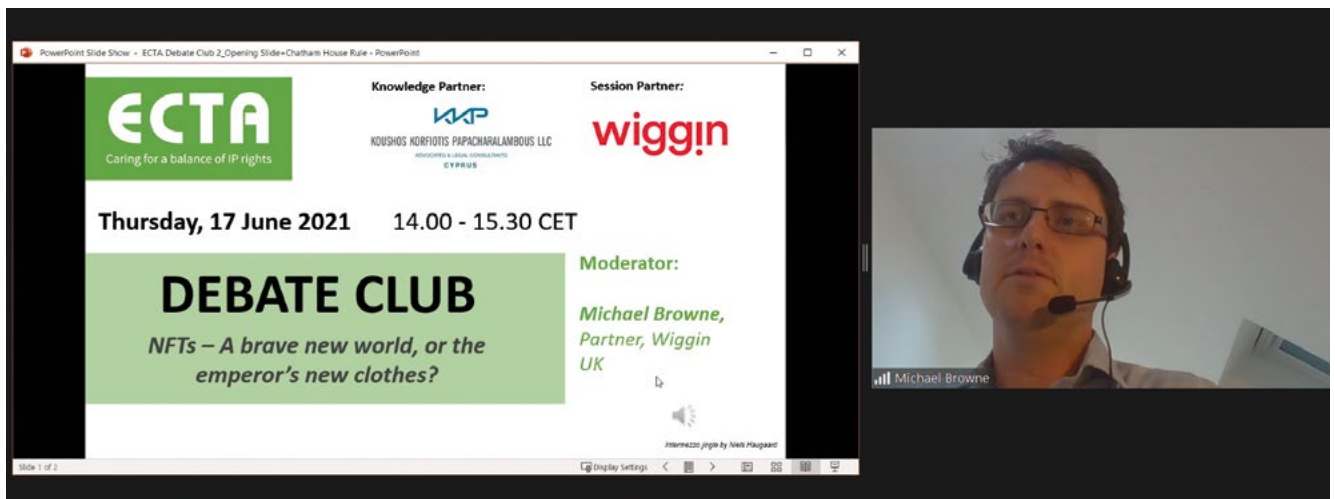 PowerPoint Slide Show - ECTA Debate Club 2_Opening Slide+Chatham House Rule - PowerPoint
ECTA
Caring for a balance of IP rights
Knowledge Partner:
KKP
KOUSHOS KORFIOTIS PAPACHARALAMBOUS LLC
ADVOCATES & LEGAL CONSULTANTS
CYPRUS
Session Partner:
wiggin
Thursday, 17 June 2021 14.00 - 15.30 CET
DEBATE CLUB
NFTs – A brave new world, or the
emperor's new clothes?
Moderator:
Michael Browne,
Partner, Wiggin
UK
Intermezzo jingle by Niels Haugaard
Slide 1 of 2
Display Settings
Michael Browne